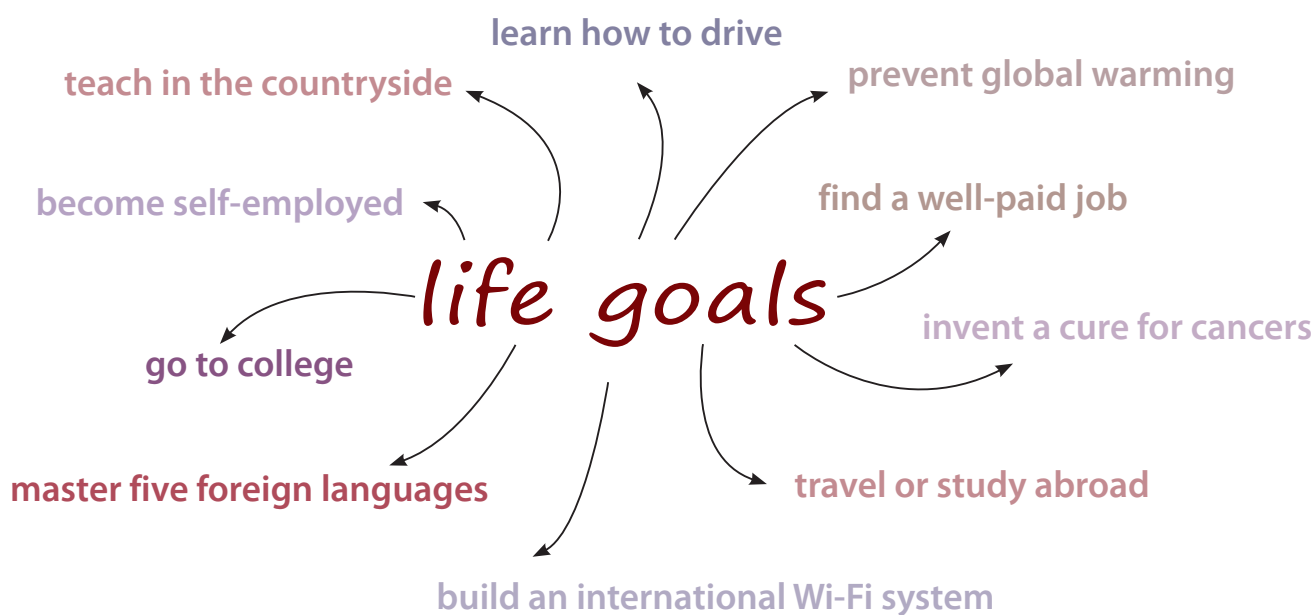 learn how to drive
teach in the countryside
prevent global warming
become self-employed
find a well-paid job
life goals
invent a cure for cancers
go to college
master five foreign languages
travel or study abroad
build an international Wi-Fi system